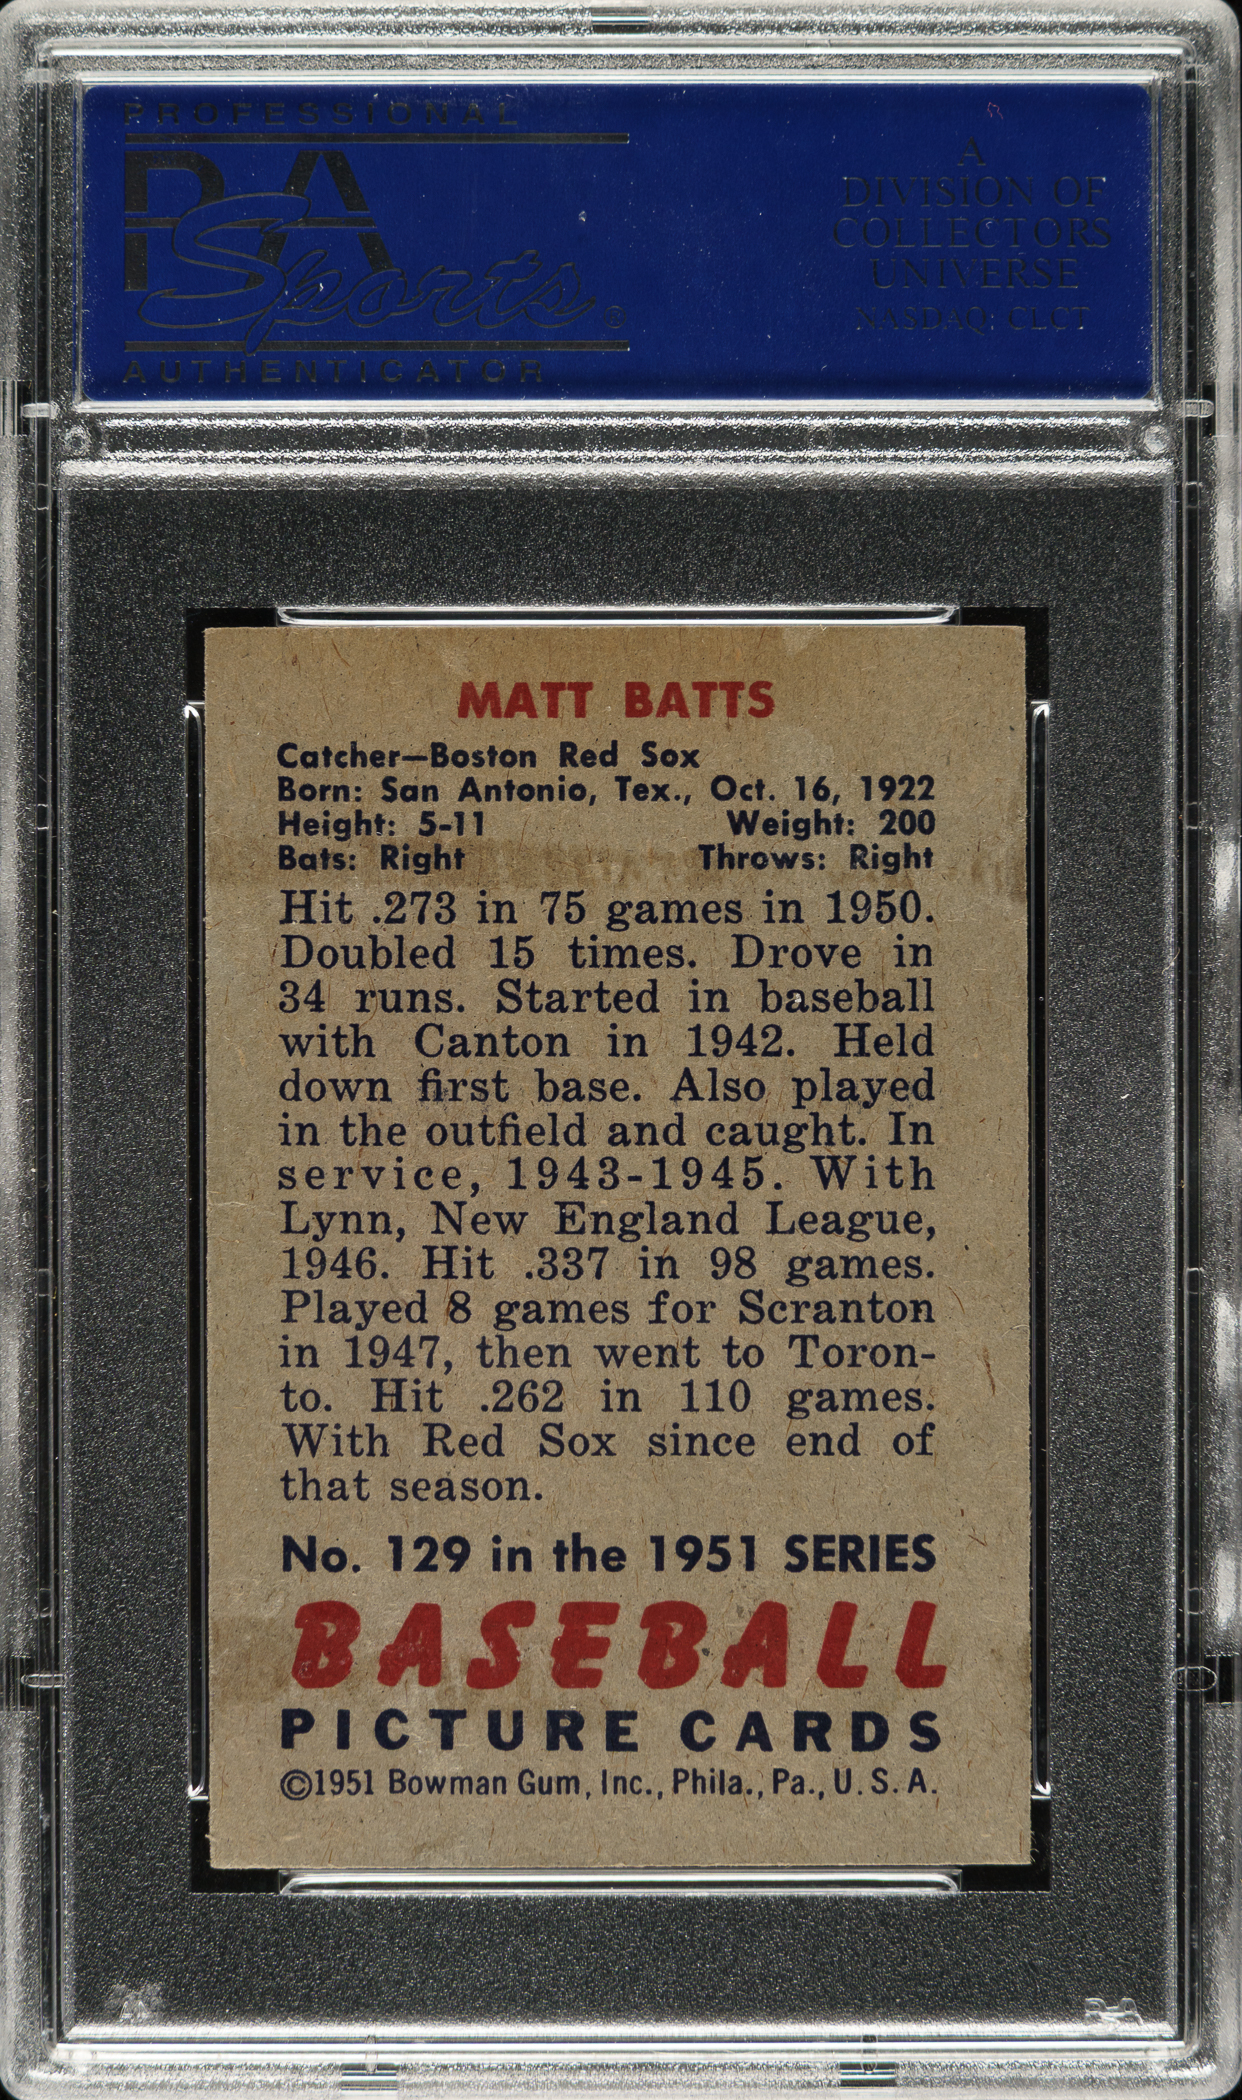 PROFESSIONAL
PSA
Sports®
AUTHENTICATOR
A
DIVISION OF
COLLECTORS
UNIVERSE
NASDAQ: CLCT
MATT BATTS
Catcher—Boston Red Sox
Born: San Antonio, Tex., Oct. 16, 1922
Height: 5-11 Weight: 200
Bats: Right Throws: Right
Hit .273 in 75 games in 1950.
Doubled 15 times. Drove in
34 runs. Started in baseball
with Canton in 1942. Held
down first base. Also played
in the outfield and caught. In
service, 1943-1945. With
Lynn, New England League,
1946. Hit .337 in 98 games.
Played 8 games for Scranton
in 1947, then went to Toron-
to. Hit .262 in 110 games.
With Red Sox since end of
that season.
No. 129 in the 1951 SERIES
BASEBALL
PICTURE CARDS
©1951 Bowman Gum, Inc., Phila., Pa., U.S.A.
PSA